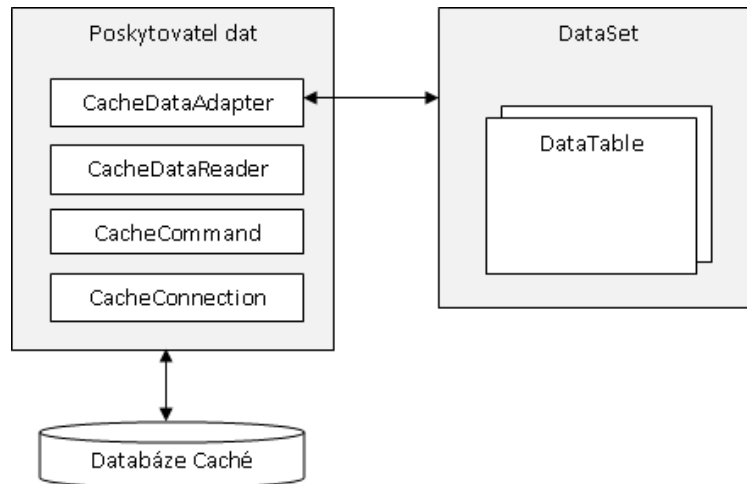 Poskytovatel dat
CacheDataAdapter
CacheDataReader
CacheCommand
CacheConnection
Databáze Caché
DataSet
DataTable